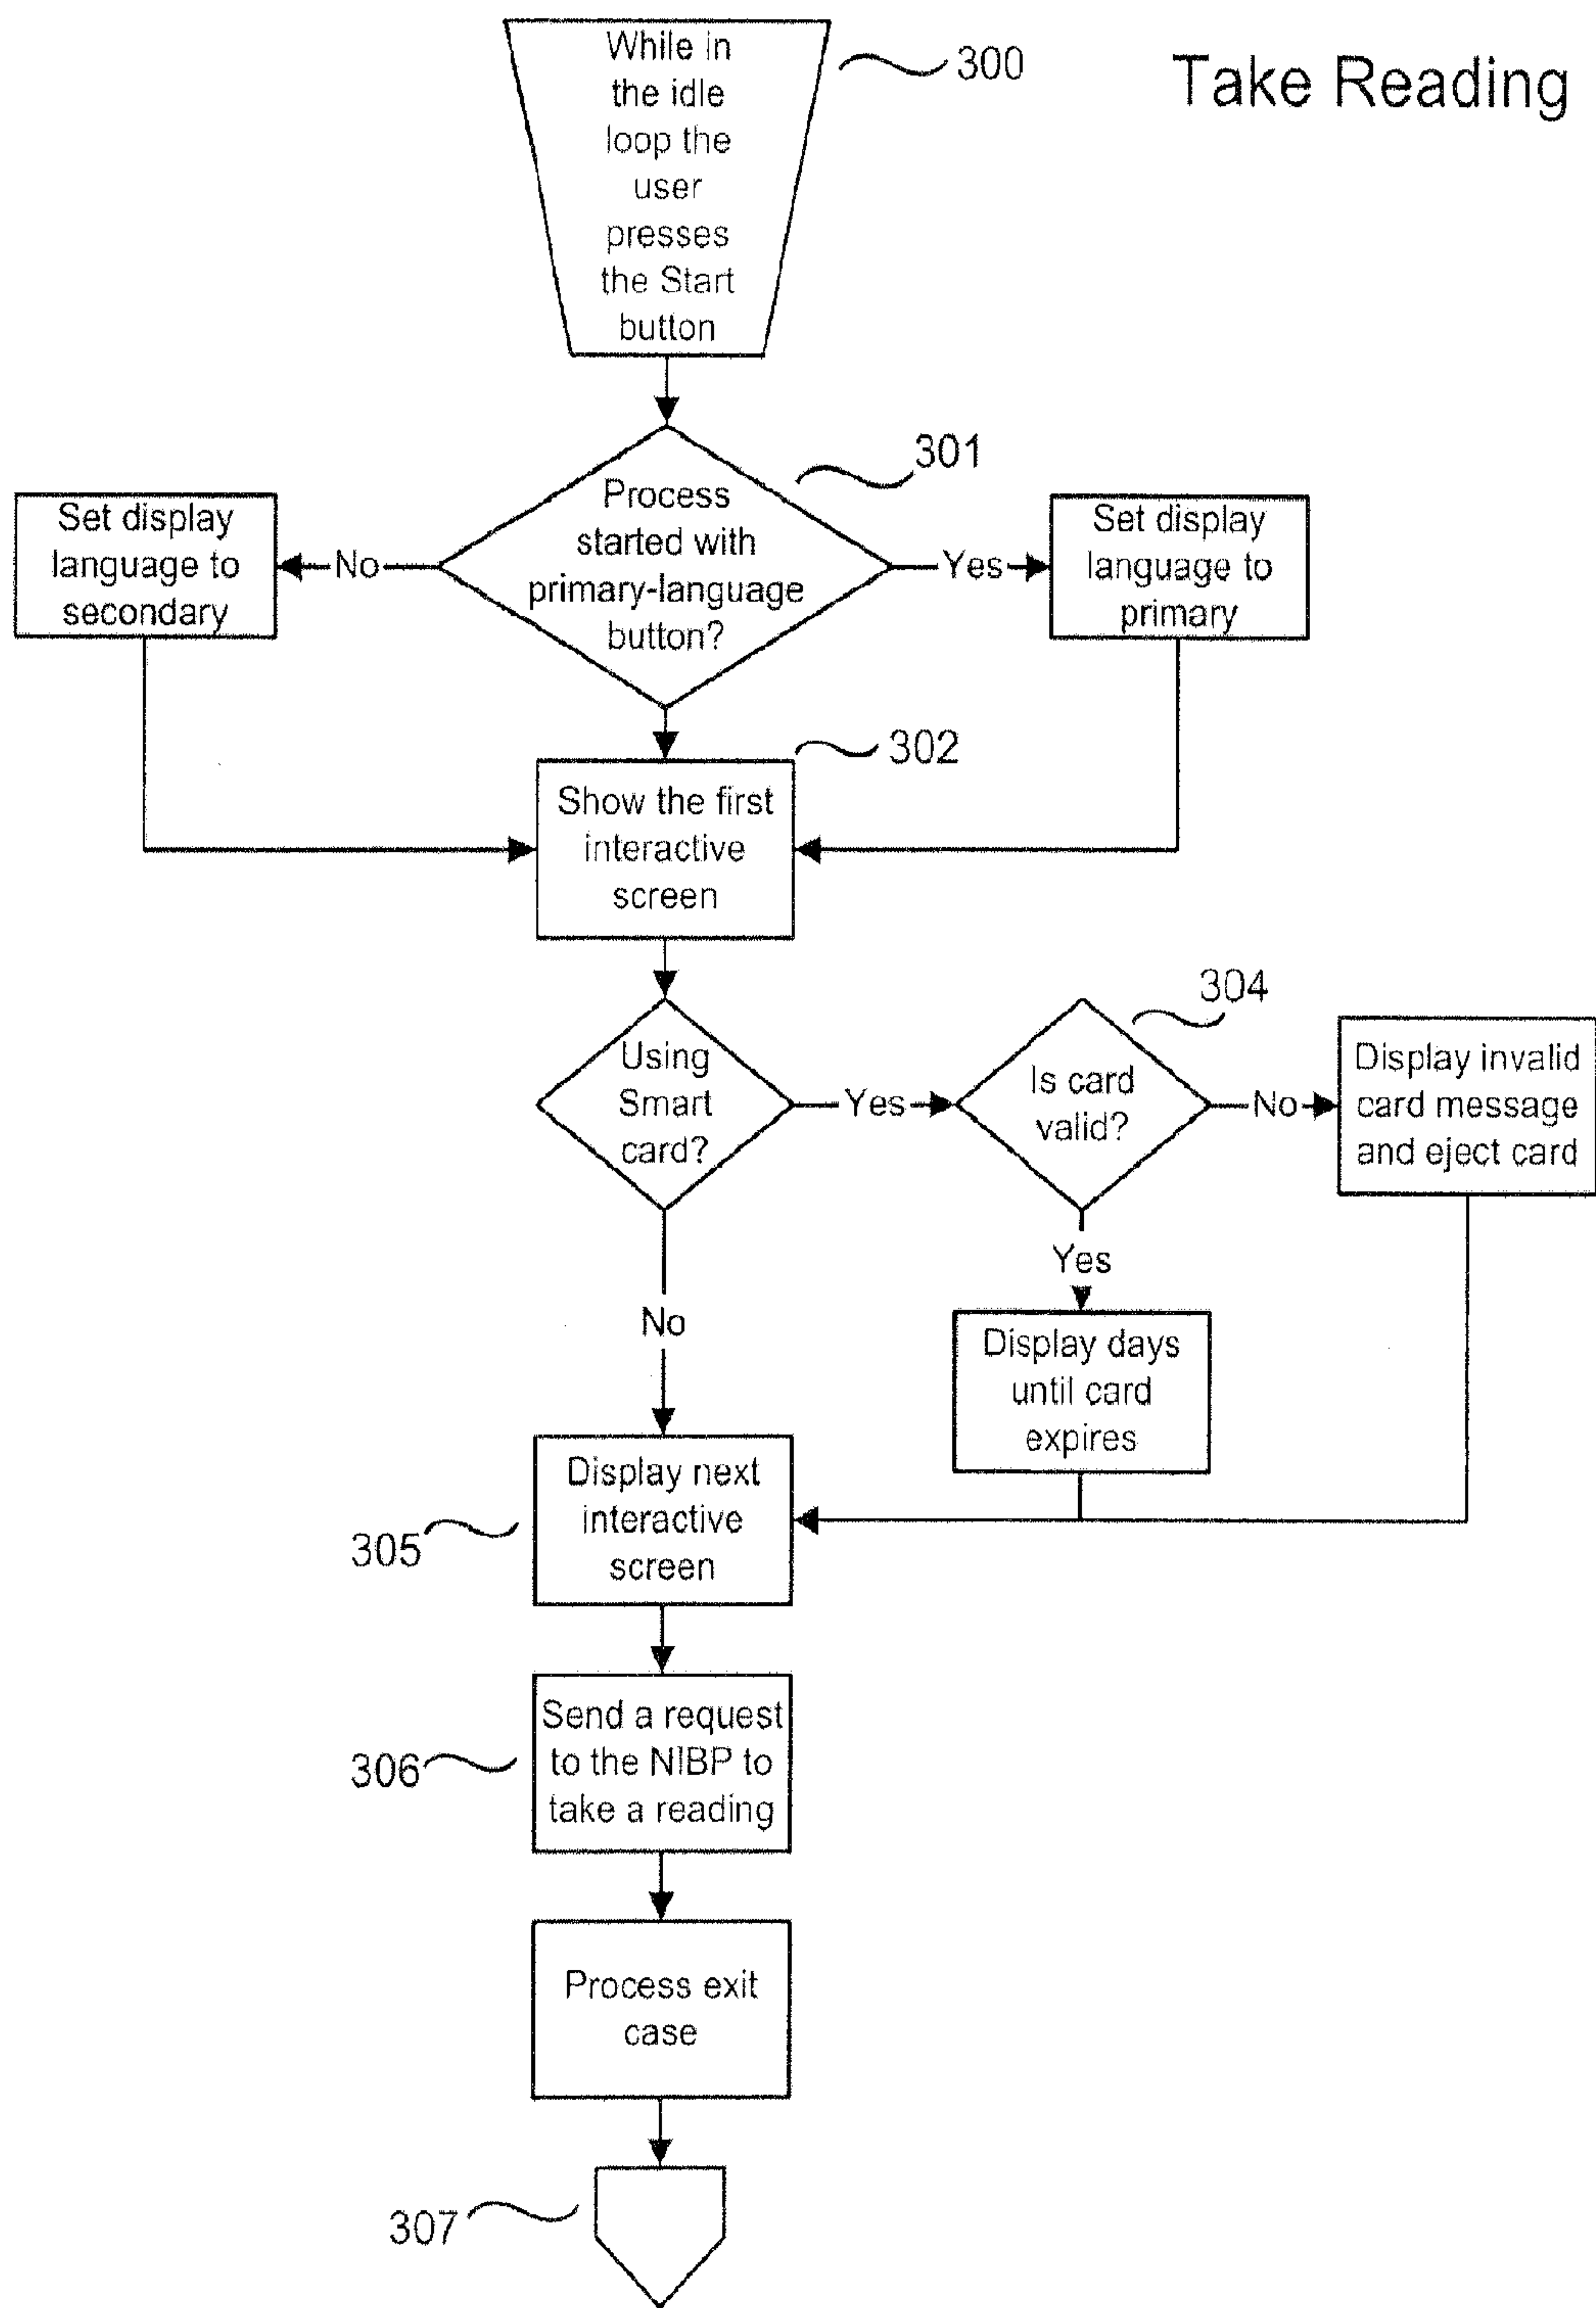 Take Reading
While in
the idle
loop the
user
presses
the Start
button
300
Process
started with
primary-language
button?
301
No
Set display
language to
secondary
Yes
Set display
language to
primary
302
Show the first
interactive
screen
Using
Smart
card?
Yes
304
Is card
valid?
No
Display invalid
card message
and eject card
Yes
Display days
until card
expires
No
Display next
interactive
screen
305
Send a request
to the NIBP to
take a reading
306
Process exit
case
307